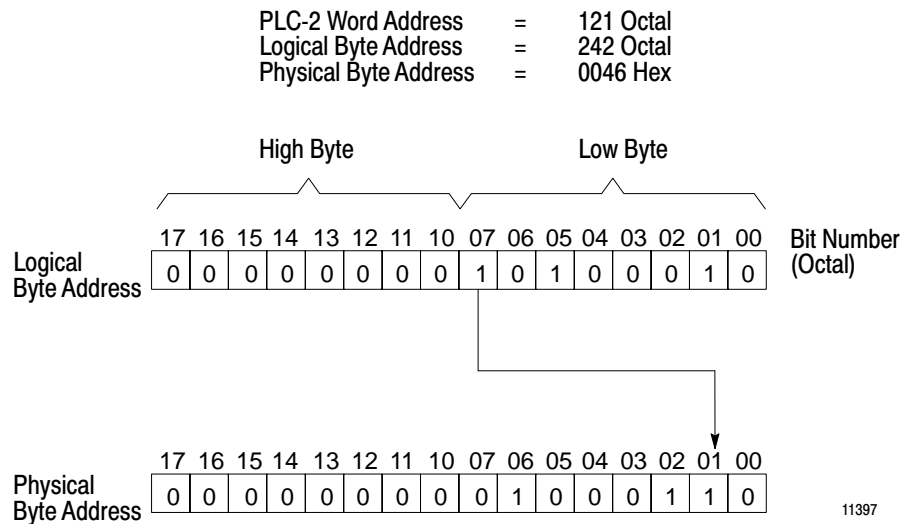 PLC-2 Word Address = 121 Octal
Logical Byte Address = 242 Octal
Physical Byte Address = 0046 Hex
High Byte Low Byte
17 16 15 14 13 12 11 10 07 06 05 04 03 02 01 00 Bit Number
(Octal)
Logical
Byte Address
0 0 0 0 0 0 0 0 1 0 1 0 0 0 1 0
17 16 15 14 13 12 11 10 07 06 05 04 03 02 01 00
Physical
Byte Address
0 0 0 0 0 0 0 0 0 1 0 0 0 1 1 0
11397